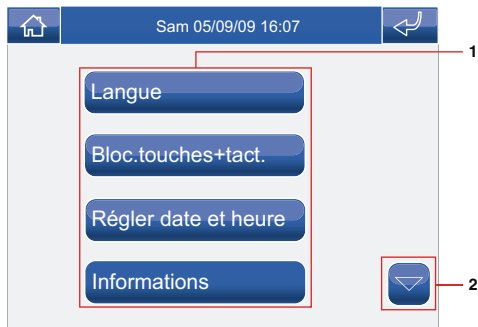 Sam 05/09/09 16:07
1
Langue
Bloc.touches+tact.
Régler date et heure
Informations
2